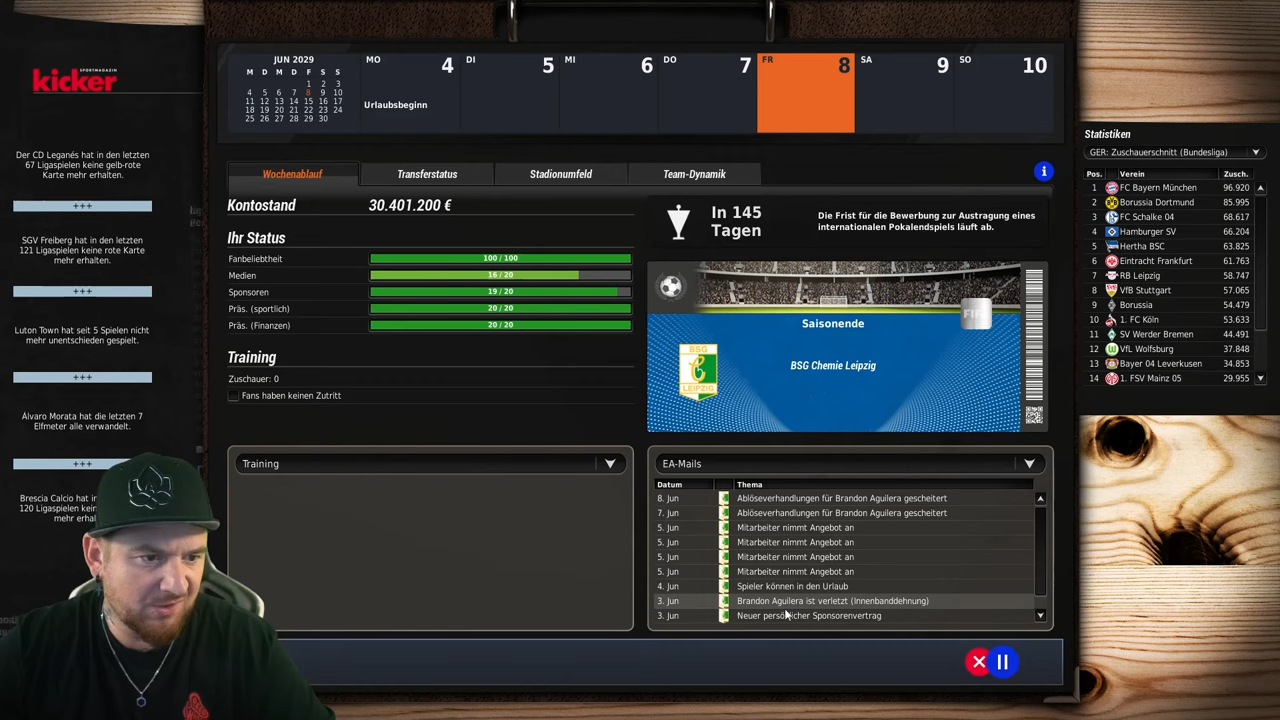 SPORTMAGAZIN
kicker
Der CD Leganés hat in den letzten
67 Ligaspielen keine gelb-rote
Karte mehr erhalten.
+++
SGV Freiberg hat in den letzten
121 Ligaspielen keine rote Karte
mehr erhalten.
+++
Luton Town hat seit 5 Spielen nicht
mehr unentschieden gespielt.
+++
Álvaro Morata hat die letzten 7
Elfmeter alle verwandelt.
+++
Brescia Calcio hat in
120 Ligaspielen kein
mehr
JUN 2029
M D M D F S S
1 2 3
4 5 6 7 8 9 10
11 12 13 14 15 16 17
18 19 20 21 22 23 24
25 26 27 28 29 30
MO 4
Urlaubsbeginn
DI 5
MI 6
DO 7
FR 8
SA 9
SO 10
Wochenablauf
Transferstatus
Stadionumfeld
Team-Dynamik
i
Kontostand 30.401.200 €
Ihr Status
Fanbeliebtheit 100 / 100
Medien 16 / 20
Sponsoren 19 / 20
Präs. (sportlich) 20 / 20
Präs. (Finanzen) 20 / 20
Training
Zuschauer: 0
Fans haben keinen Zutritt
In 145
Tagen
Die Frist für die Bewerbung zur Austragung eines
internationalen Pokalendspiels läuft ab.
FIFA
Saisonende
BSG Chemie Leipzig
BSG
LEIPZIG
Training
EA-Mails
Datum Thema
8. Jun Ablöseverhandlungen für Brandon Aguilera gescheitert
7. Jun Ablöseverhandlungen für Brandon Aguilera gescheitert
5. Jun Mitarbeiter nimmt Angebot an
5. Jun Mitarbeiter nimmt Angebot an
5. Jun Mitarbeiter nimmt Angebot an
5. Jun Mitarbeiter nimmt Angebot an
4. Jun Spieler können in den Urlaub
3. Jun Brandon Aguilera ist verletzt (Innenbanddehnung)
3. Jun Neuer persönlicher Sponsorenvertrag
Statistiken
GER: Zuschauerschnitt (Bundesliga)
Pos. Verein Zusch.
1 FC Bayern München 96.920
2 Borussia Dortmund 85.995
3 FC Schalke 04 68.617
4 Hamburger SV 66.204
5 Hertha BSC 63.825
6 Eintracht Frankfurt 61.763
7 RB Leipzig 58.747
8 VfB Stuttgart 57.065
9 Borussia 54.479
10 1. FC Köln 53.633
11 SV Werder Bremen 44.491
12 VfL Wolfsburg 37.848
13 Bayer 04 Leverkusen 34.853
14 1. FSV Mainz 05 29.955